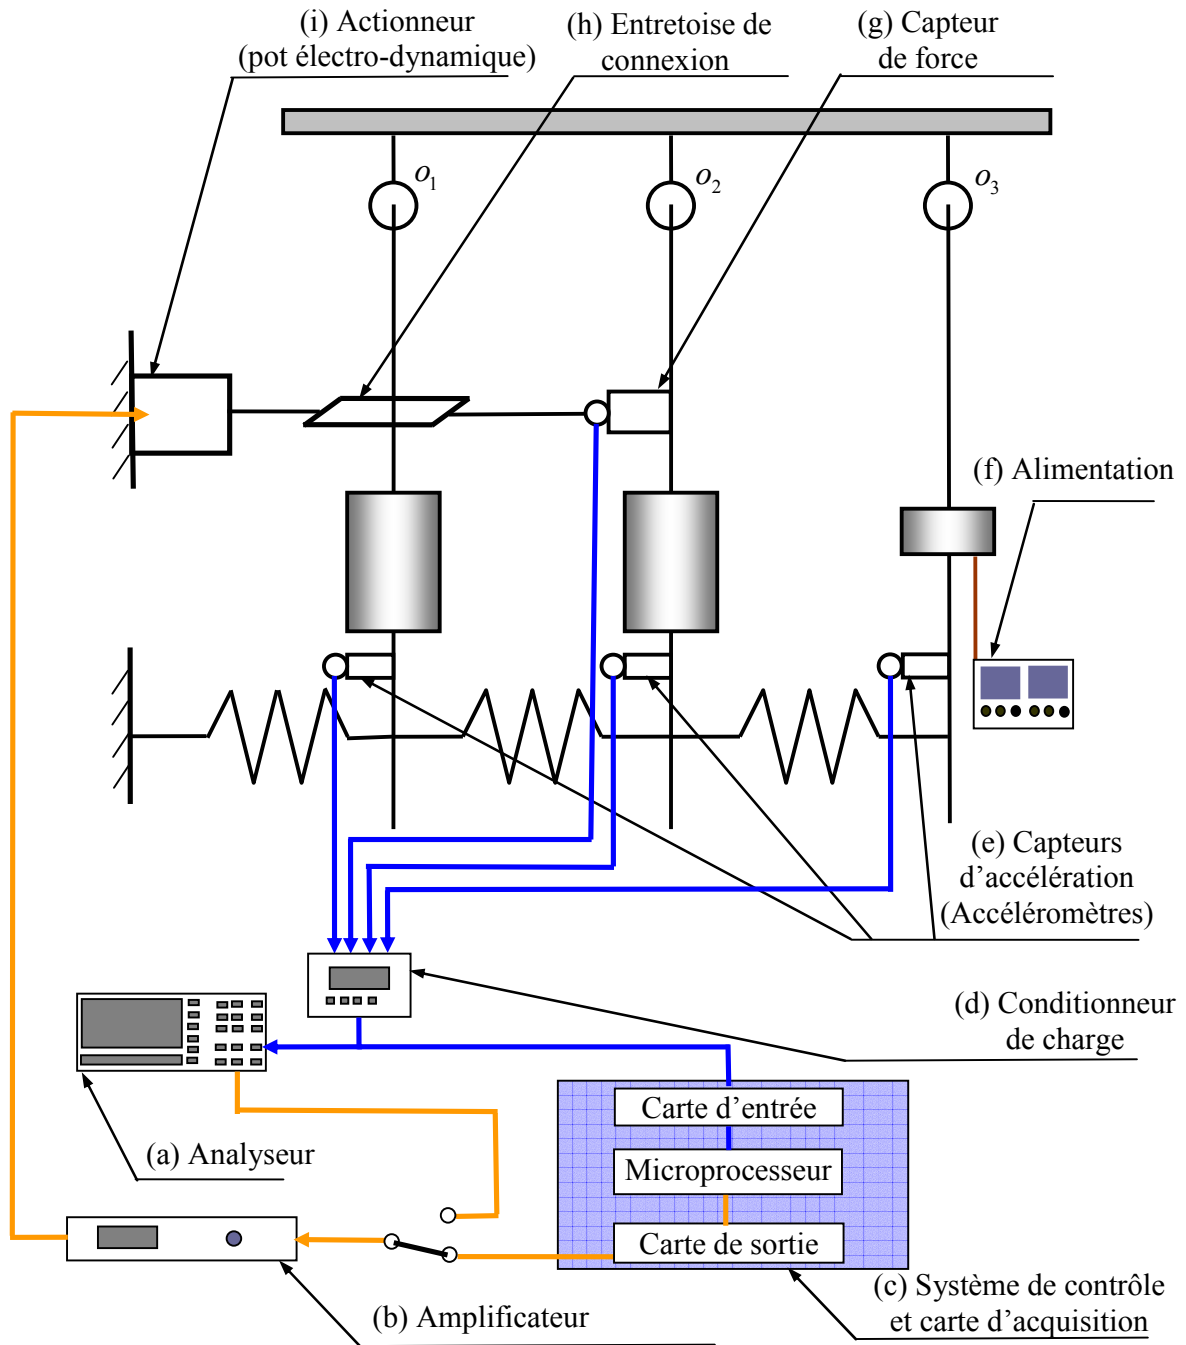 (i) Actionneur
(pot électro-dynamique)
(h) Entretoise de
connexion
(g) Capteur
de force
o1
o2
o3
(f) Alimentation
(e) Capteurs
d’accélération
(Accéléromètres)
(d) Conditionneur
de charge
Carte d’entrée
Microprocesseur
Carte de sortie
(a) Analyseur
(b) Amplificateur
(c) Système de contrôle
et carte d’acquisition